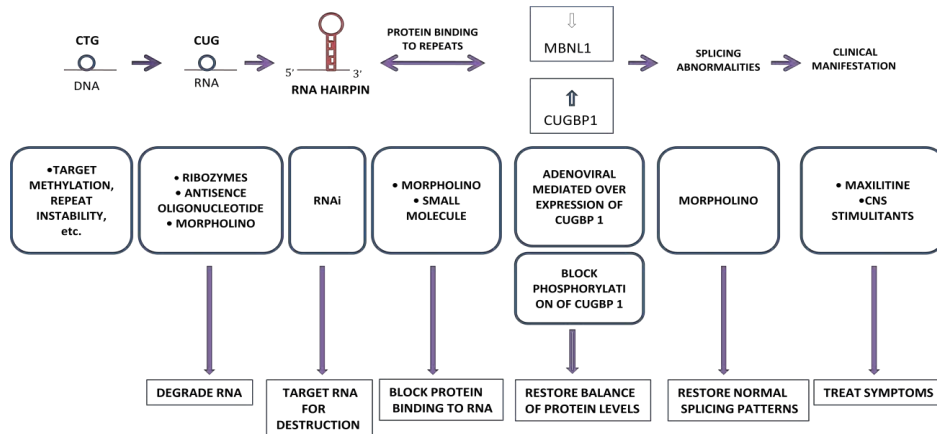 CTG
DNA
CUG
RNA
5’ 3’
RNA HAIRPIN
PROTEIN BINDING
TO REPEATS
MBNL1
CUGBP1
SPLICING
ABNORMALITIES
CLINICAL
MANIFESTATION
•TARGET
METHYLATION,
REPEAT
INSTABILITY,
etc.
• RIBOZYMES
• ANTISENCE
OLIGONUCLEOTIDE
• MORPHOLINO
RNAi
• MORPHOLINO
• SMALL
MOLECULE
ADENOVIRAL
MEDIATED OVER
EXPRESSION OF
CUGBP 1
BLOCK
PHOSPHORYLATI
ON OF CUGBP 1
MORPHOLINO
• MAXILITINE
•CNS
STIMULITANTS
DEGRADE RNA
TARGET RNA
FOR
DESTRUCTION
BLOCK PROTEIN
BINDING TO RNA
RESTORE BALANCE
OF PROTEIN LEVELS
RESTORE NORMAL
SPLICING PATTERNS
TREAT SYMPTOMS